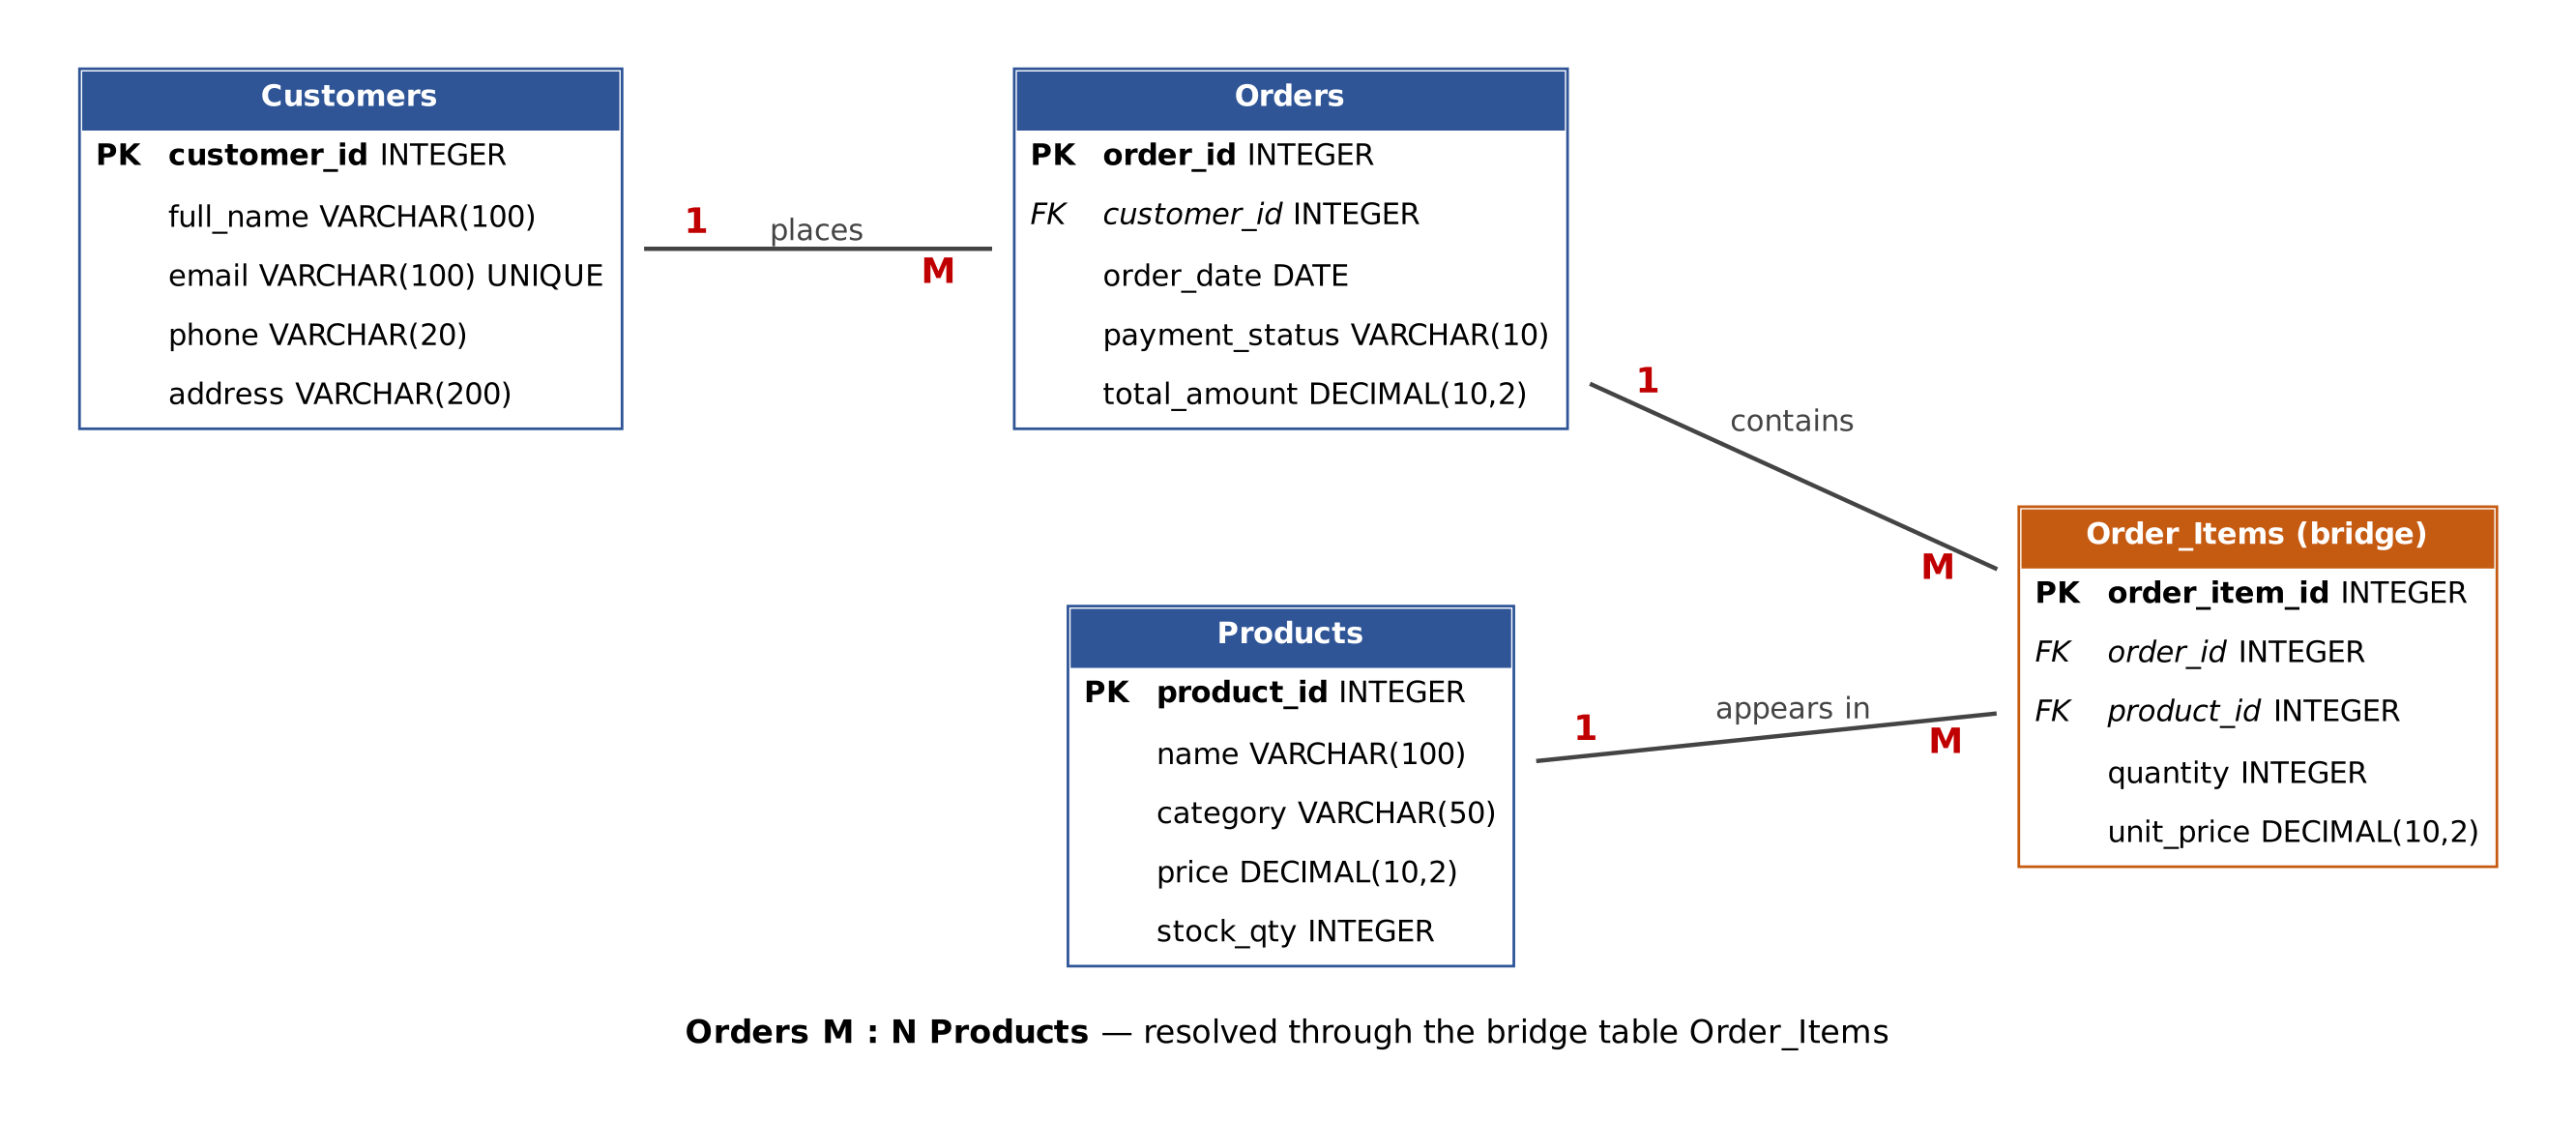 Customers
PK customer_id INTEGER
full_name VARCHAR(100)
email VARCHAR(100) UNIQUE
phone VARCHAR(20)
address VARCHAR(200)
1 places M
Orders
PK order_id INTEGER
FK customer_id INTEGER
order_date DATE
payment_status VARCHAR(10)
total_amount DECIMAL(10,2)
1 contains M
Products
PK product_id INTEGER
name VARCHAR(100)
category VARCHAR(50)
price DECIMAL(10,2)
stock_qty INTEGER
1 appears in M
Order_Items (bridge)
PK order_item_id INTEGER
FK order_id INTEGER
FK product_id INTEGER
quantity INTEGER
unit_price DECIMAL(10,2)
Orders M : N Products — resolved through the bridge table Order_Items